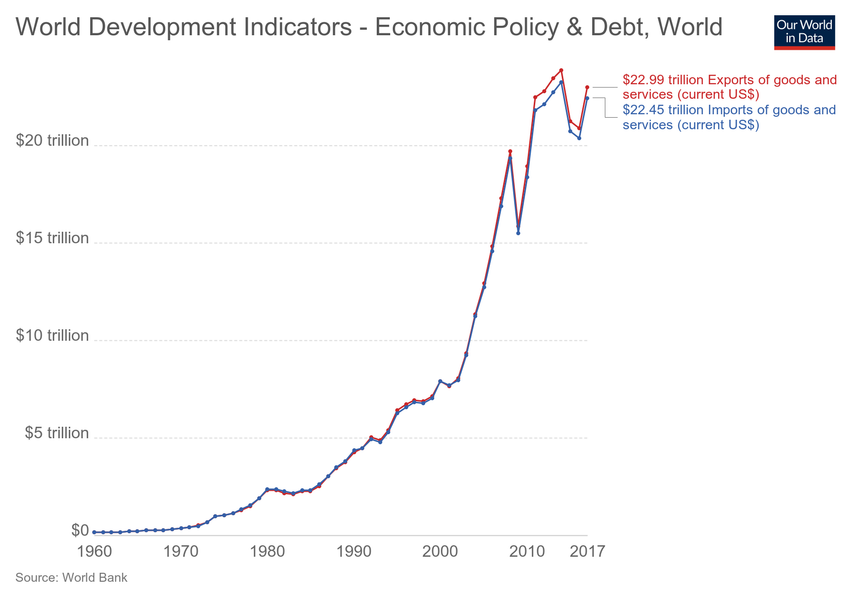 World Development Indicators - Economic Policy & Debt, World
Our World
in Data
$22.99 trillion Exports of goods and
services (current US$)
$22.45 trillion Imports of goods and
services (current US$)
$20 trillion
$15 trillion
$10 trillion
$5 trillion
$0
1960 1970 1980 1990 2000 2010 2017
Source: World Bank